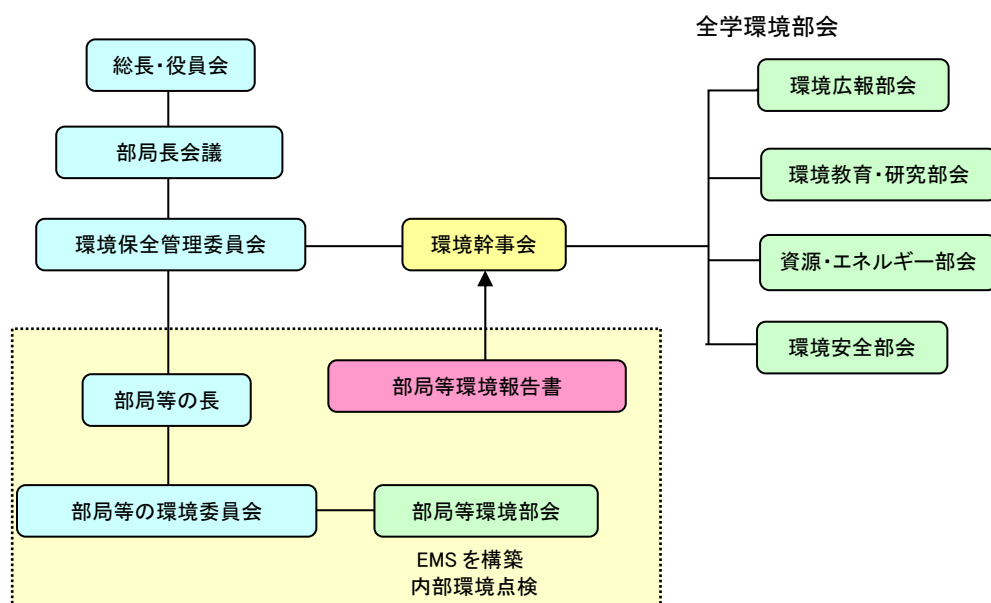 全学環境部会
総長・役員会
環境広報部会
部局長会議
環境教育・研究部会
環境保全管理委員会
環境幹事会
資源・エネルギー部会
環境安全部会
部局等の長
部局等環境報告書
部局等の環境委員会
部局等環境部会
EMSを構築
内部環境点検